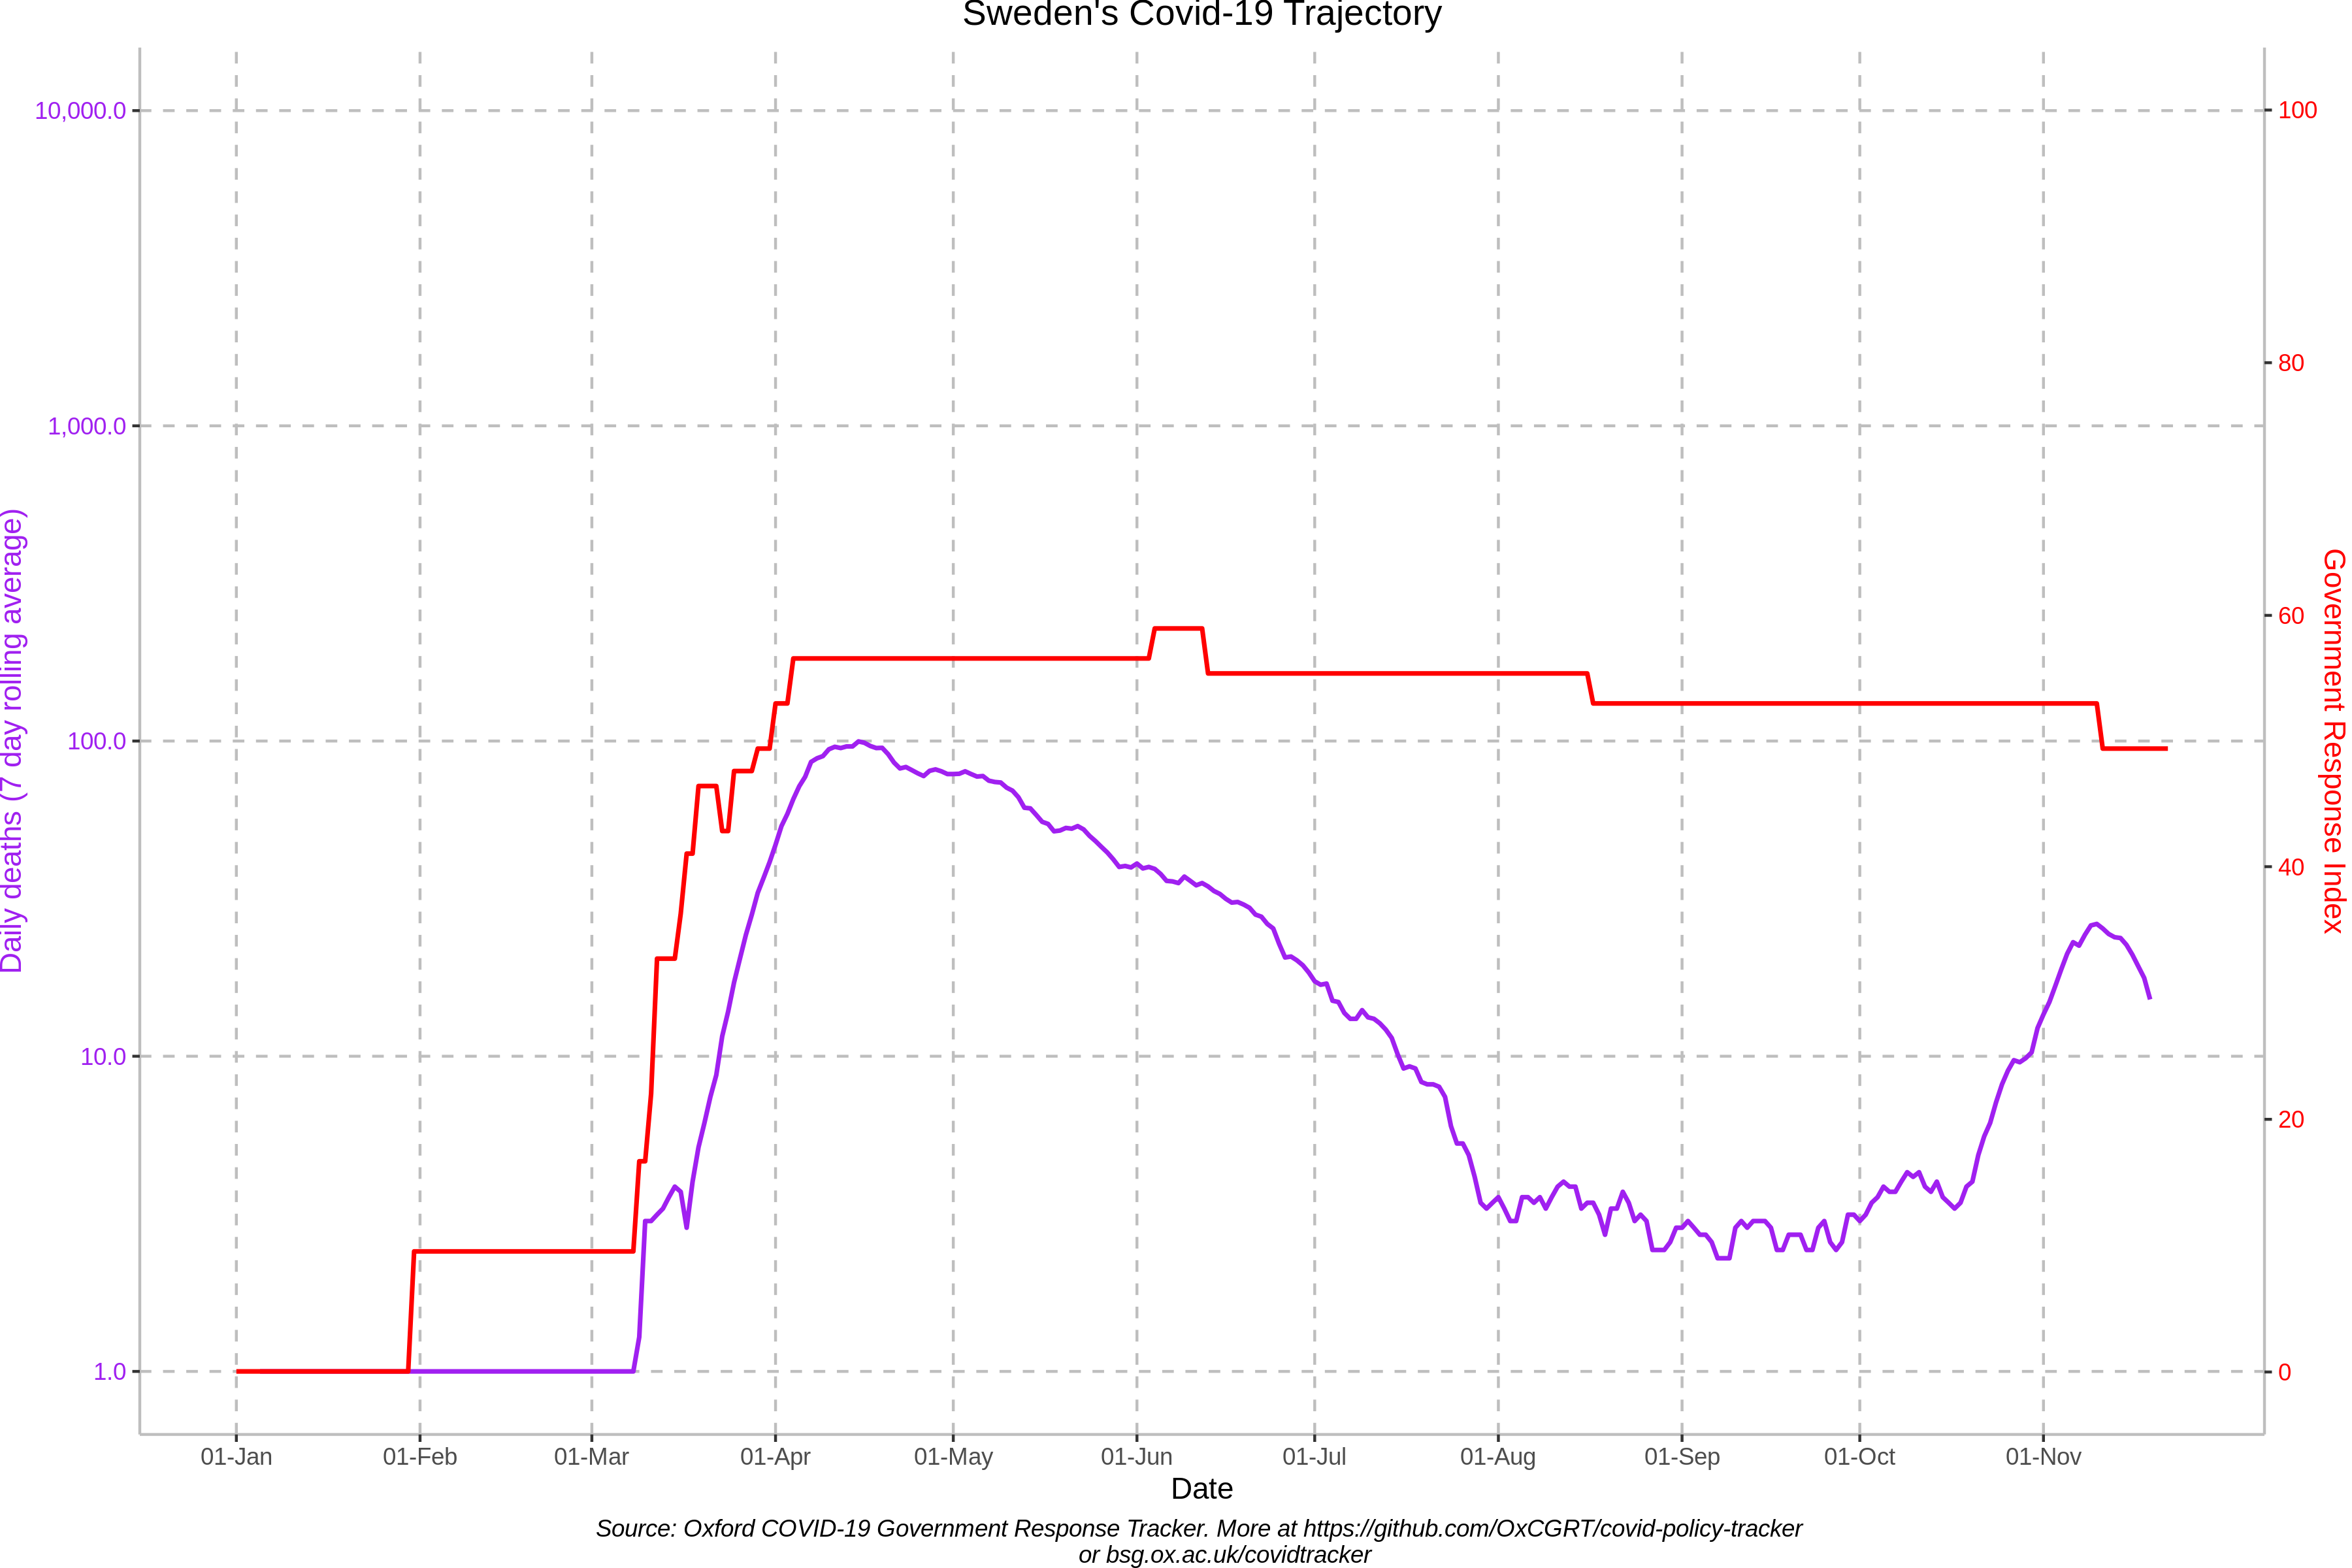 Sweden's Covid-19 Trajectory
10,000.0
1,000.0
100.0
10.0
1.0
Daily deaths (7 day rolling average)
100
80
60
40
20
0
Government Response Index
01-Jan 01-Feb 01-Mar 01-Apr 01-May 01-Jun 01-Jul 01-Aug 01-Sep 01-Oct 01-Nov
Date
Source: Oxford COVID-19 Government Response Tracker. More at https://github.com/OxCGRT/covid-policy-tracker
or bsg.ox.ac.uk/covidtracker